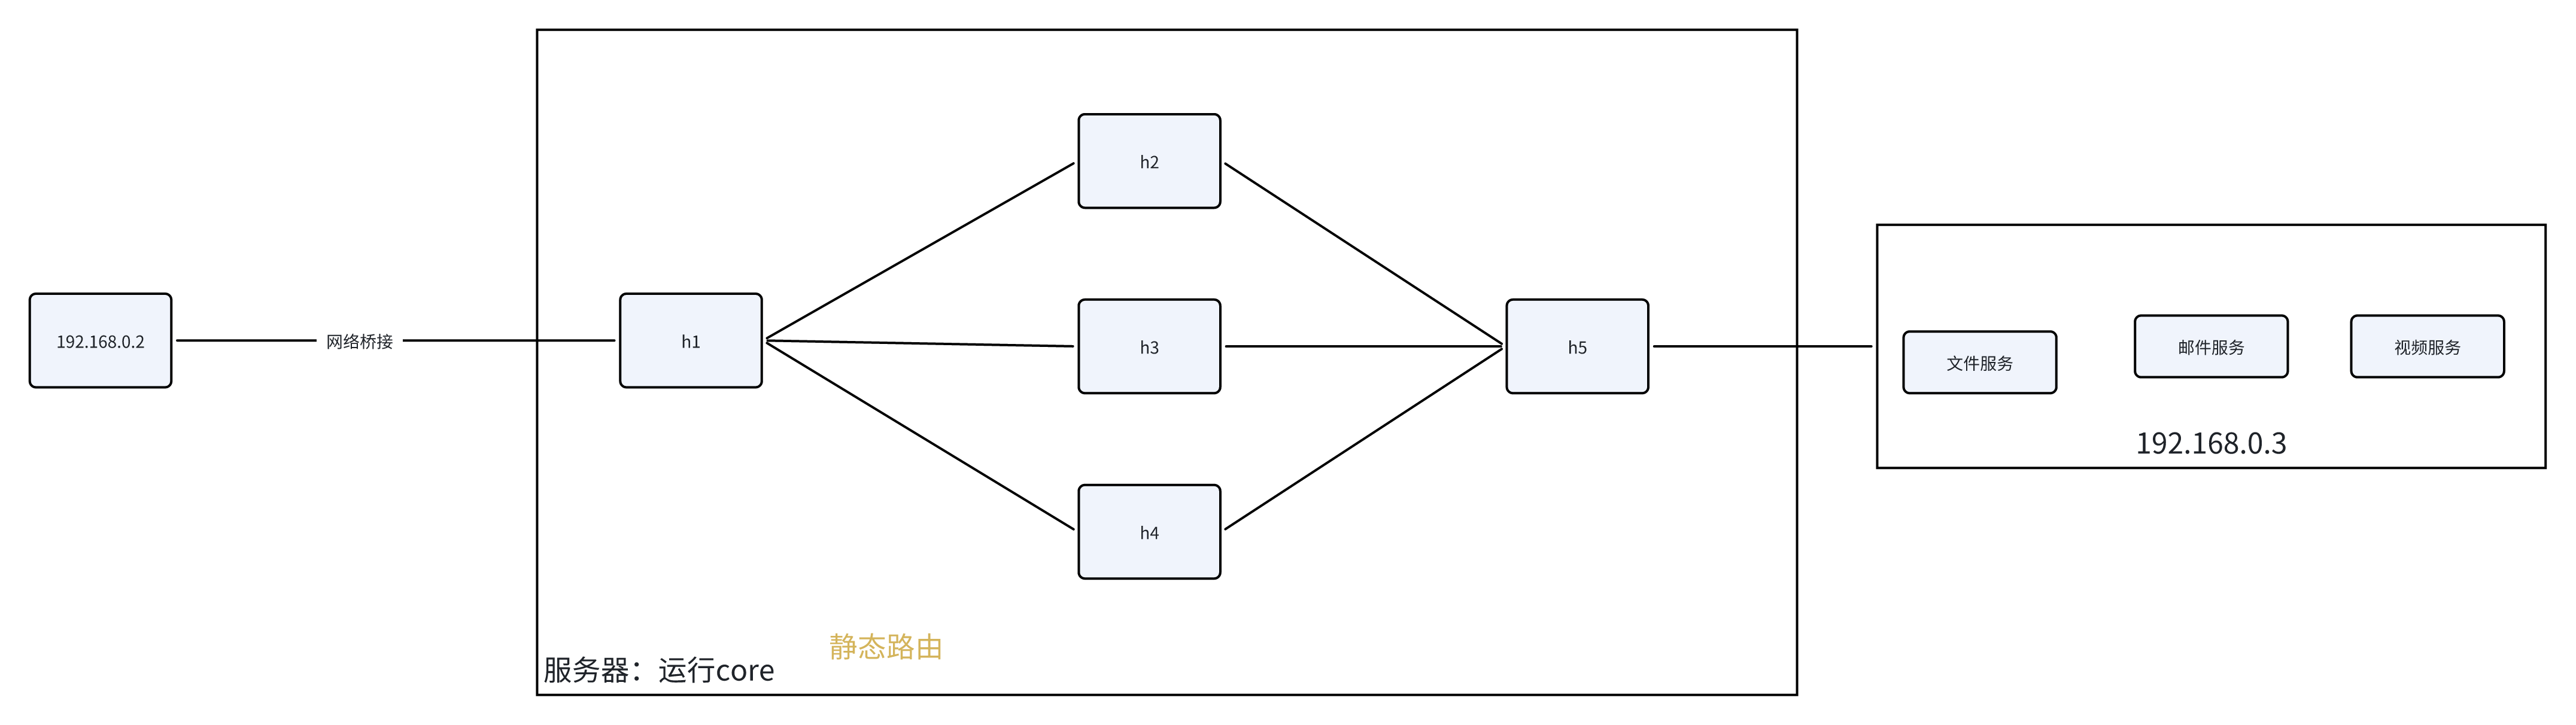 192.168.0.2
网络桥接
h1
h2
h3
h4
h5
静态路由
服务器：运行core
文件服务
邮件服务
视频服务
192.168.0.3